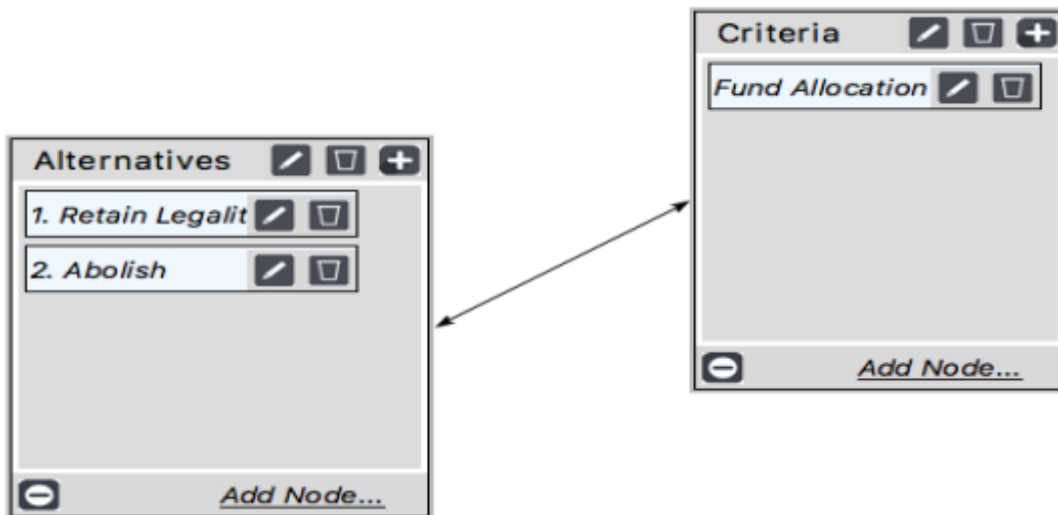 Criteria
Fund Allocation
Add Node...
Alternatives
1. Retain Legalit
2. Abolish
Add Node...